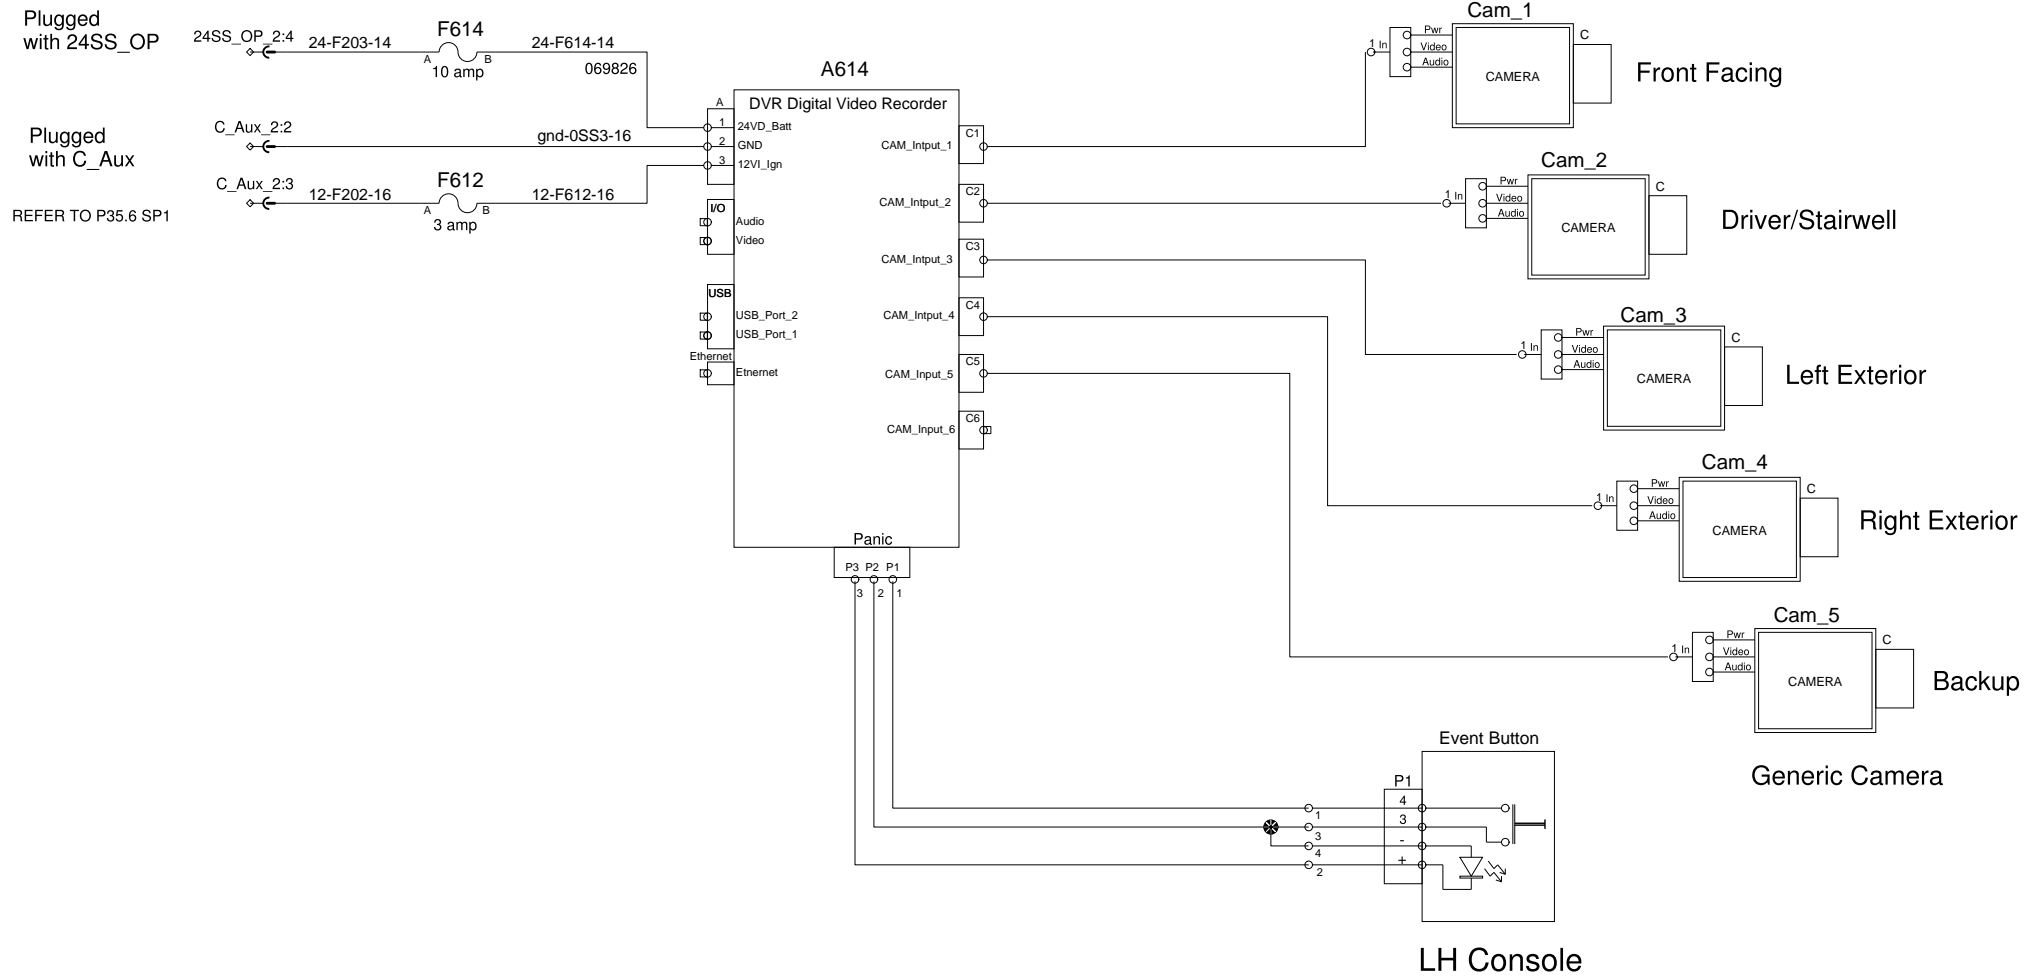 Plugged
with 24SS_OP
24SS_OP_2:4
24-F203-14
F614
A
B
10 amp
24-F614-14
069826
Plugged
with C_Aux
C_Aux_2:2
gnd-0SS3-16
C_Aux_2:3
12-F202-16
F612
A
B
3 amp
12-F612-16
REFER TO P35.6 SP1
A614
DVR Digital Video Recorder
A
1
24VD_Batt
2
GND
3
12VI_Ign
I/O
Audio
Video
USB
USB_Port_2
USB_Port_1
Ethernet
Etnernet
CAM_Intput_1
C1
CAM_Intput_2
C2
CAM_Intput_3
C3
CAM_Intput_4
C4
CAM_Input_5
C5
CAM_Input_6
C6
Panic
P3 P2 P1
3 2 1
Cam_1
1 In
Pwr
Video
Audio
CAMERA
C
Front Facing
Cam_2
1 In
Pwr
Video
Audio
CAMERA
C
Driver/Stairwell
Cam_3
1 In
Pwr
Video
Audio
CAMERA
C
Left Exterior
Cam_4
1 In
Pwr
Video
Audio
CAMERA
C
Right Exterior
Cam_5
1 In
Pwr
Video
Audio
CAMERA
C
Backup
Generic Camera
Event Button
P1
4
1
3
3
-
4
+
2
LH Console